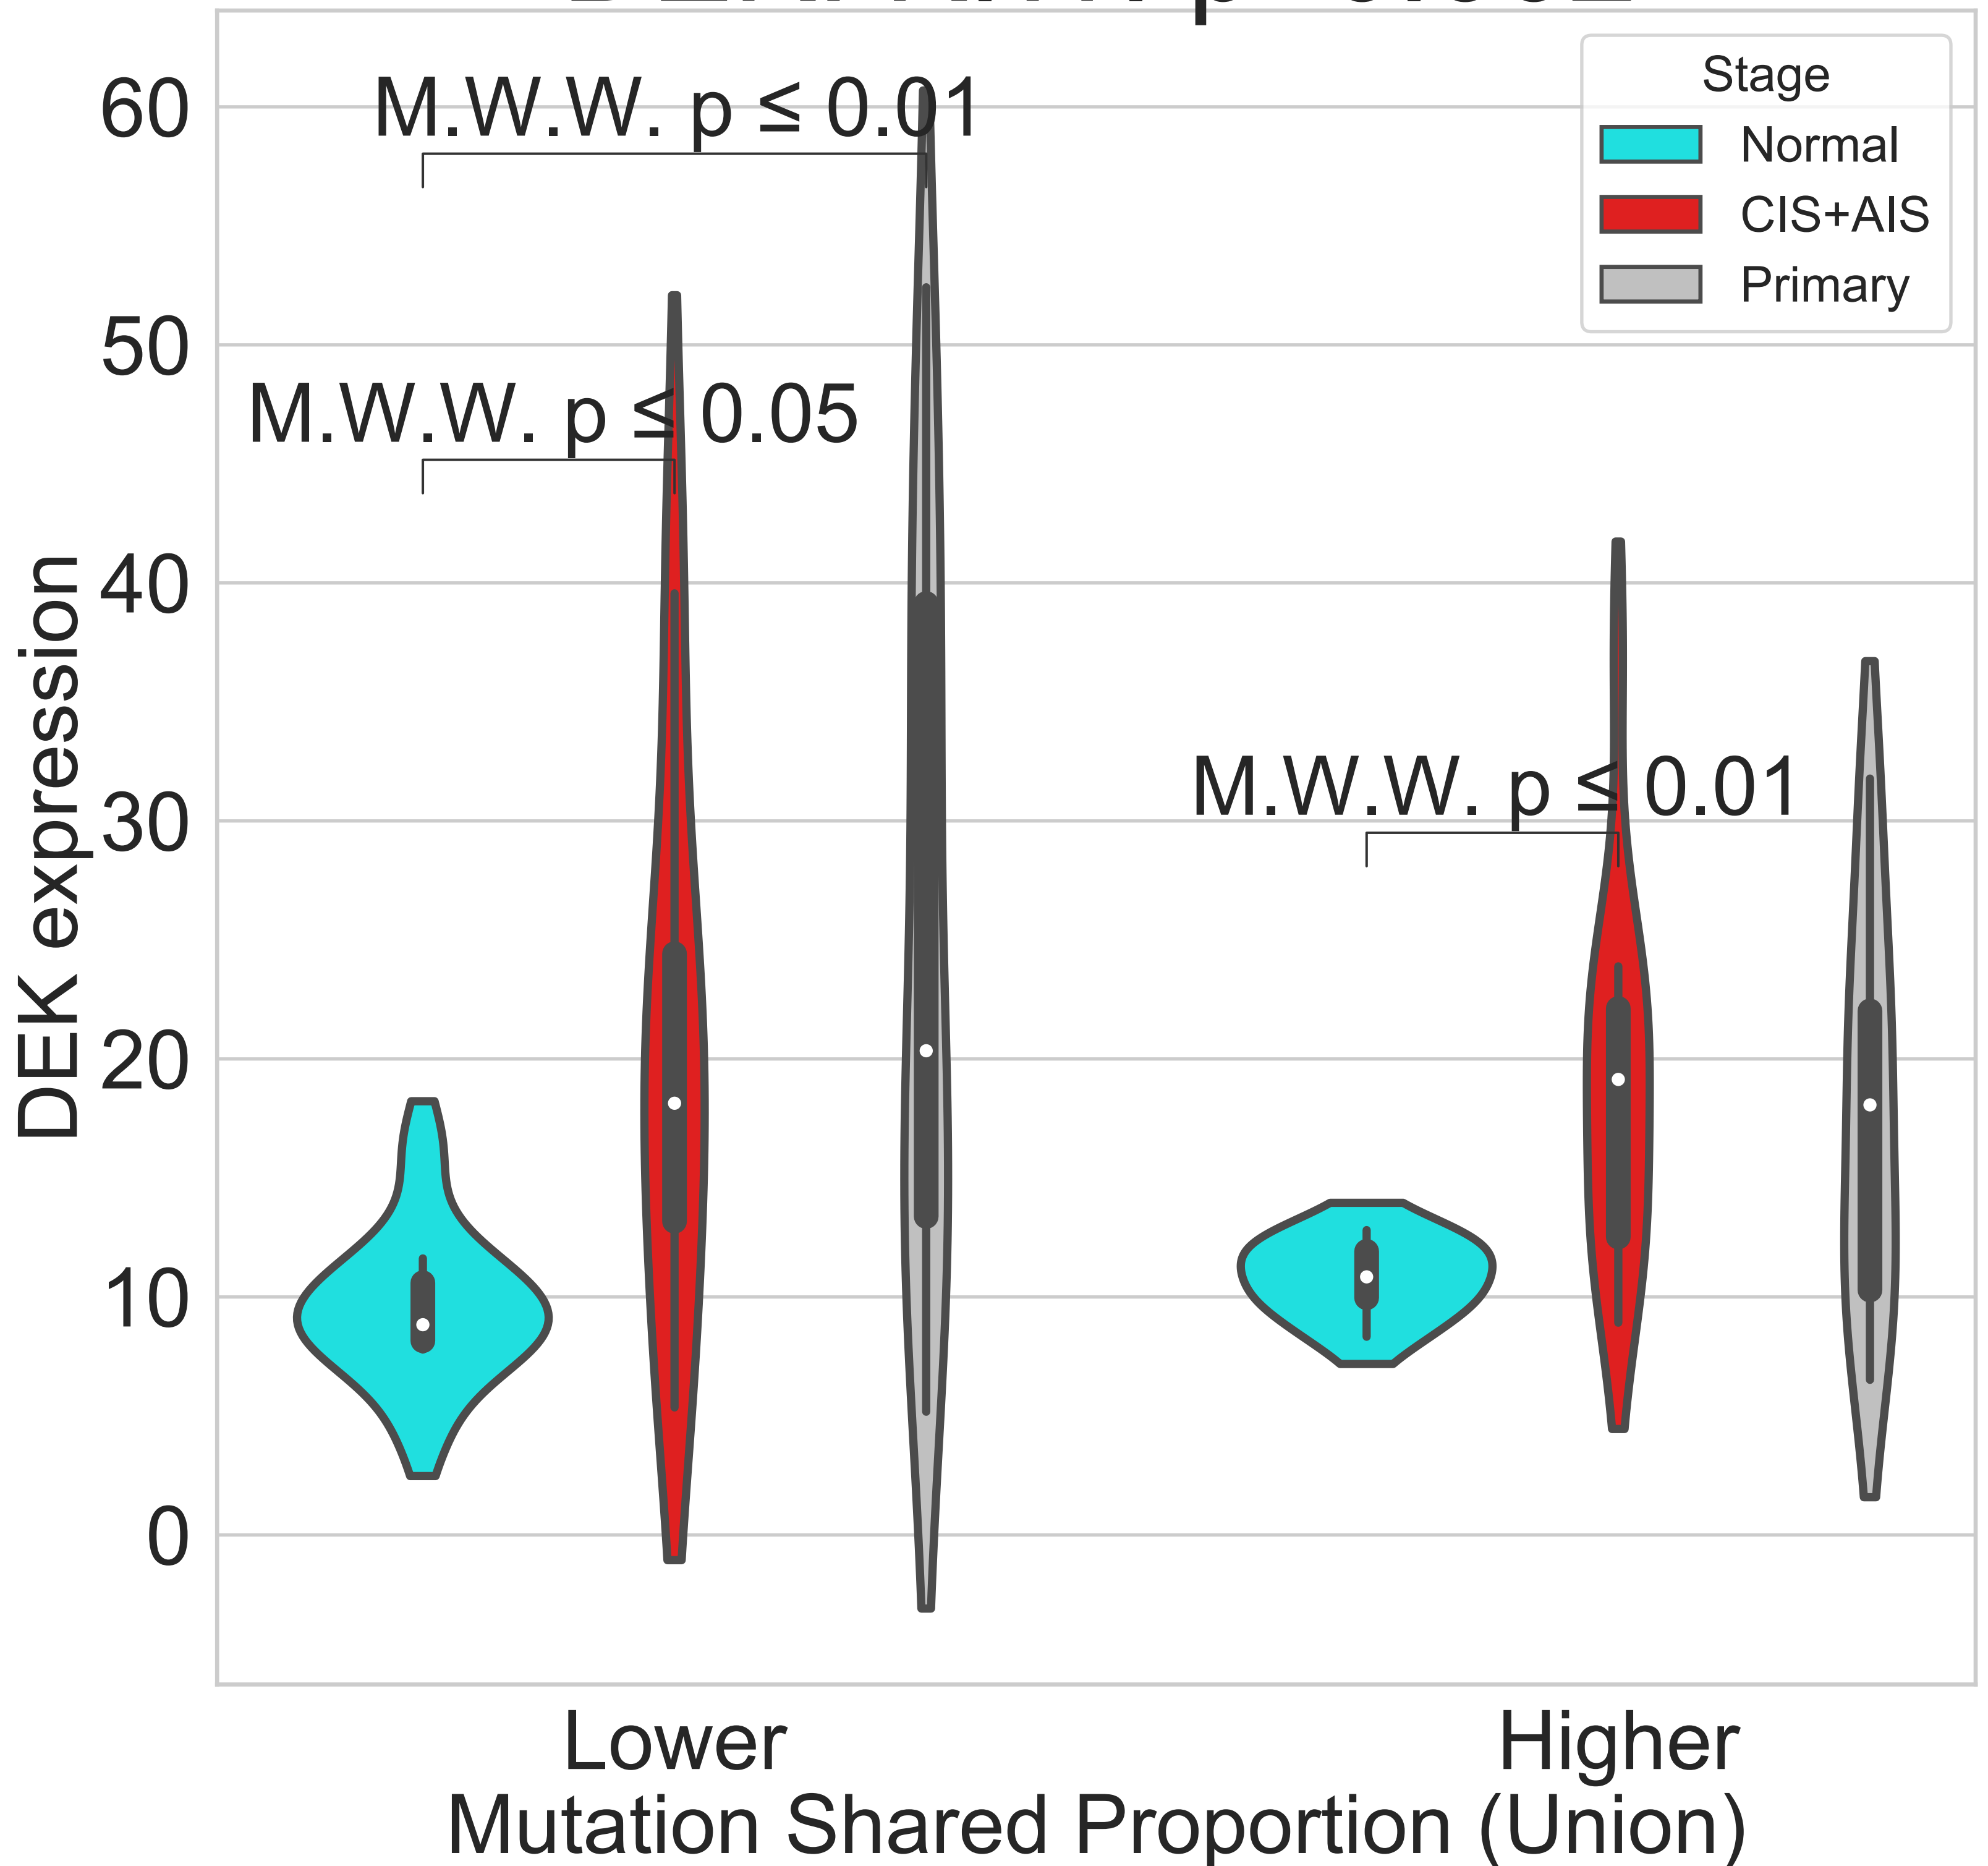 Stage
Normal
CIS+AIS
Primary
M.W.W. p ≤ 0.01
M.W.W. p ≤ 0.05
M.W.W. p ≤ 0.01
60
50
40
30
20
10
0
DEK expression
Lower
Higher
Mutation Shared Proportion (Union)